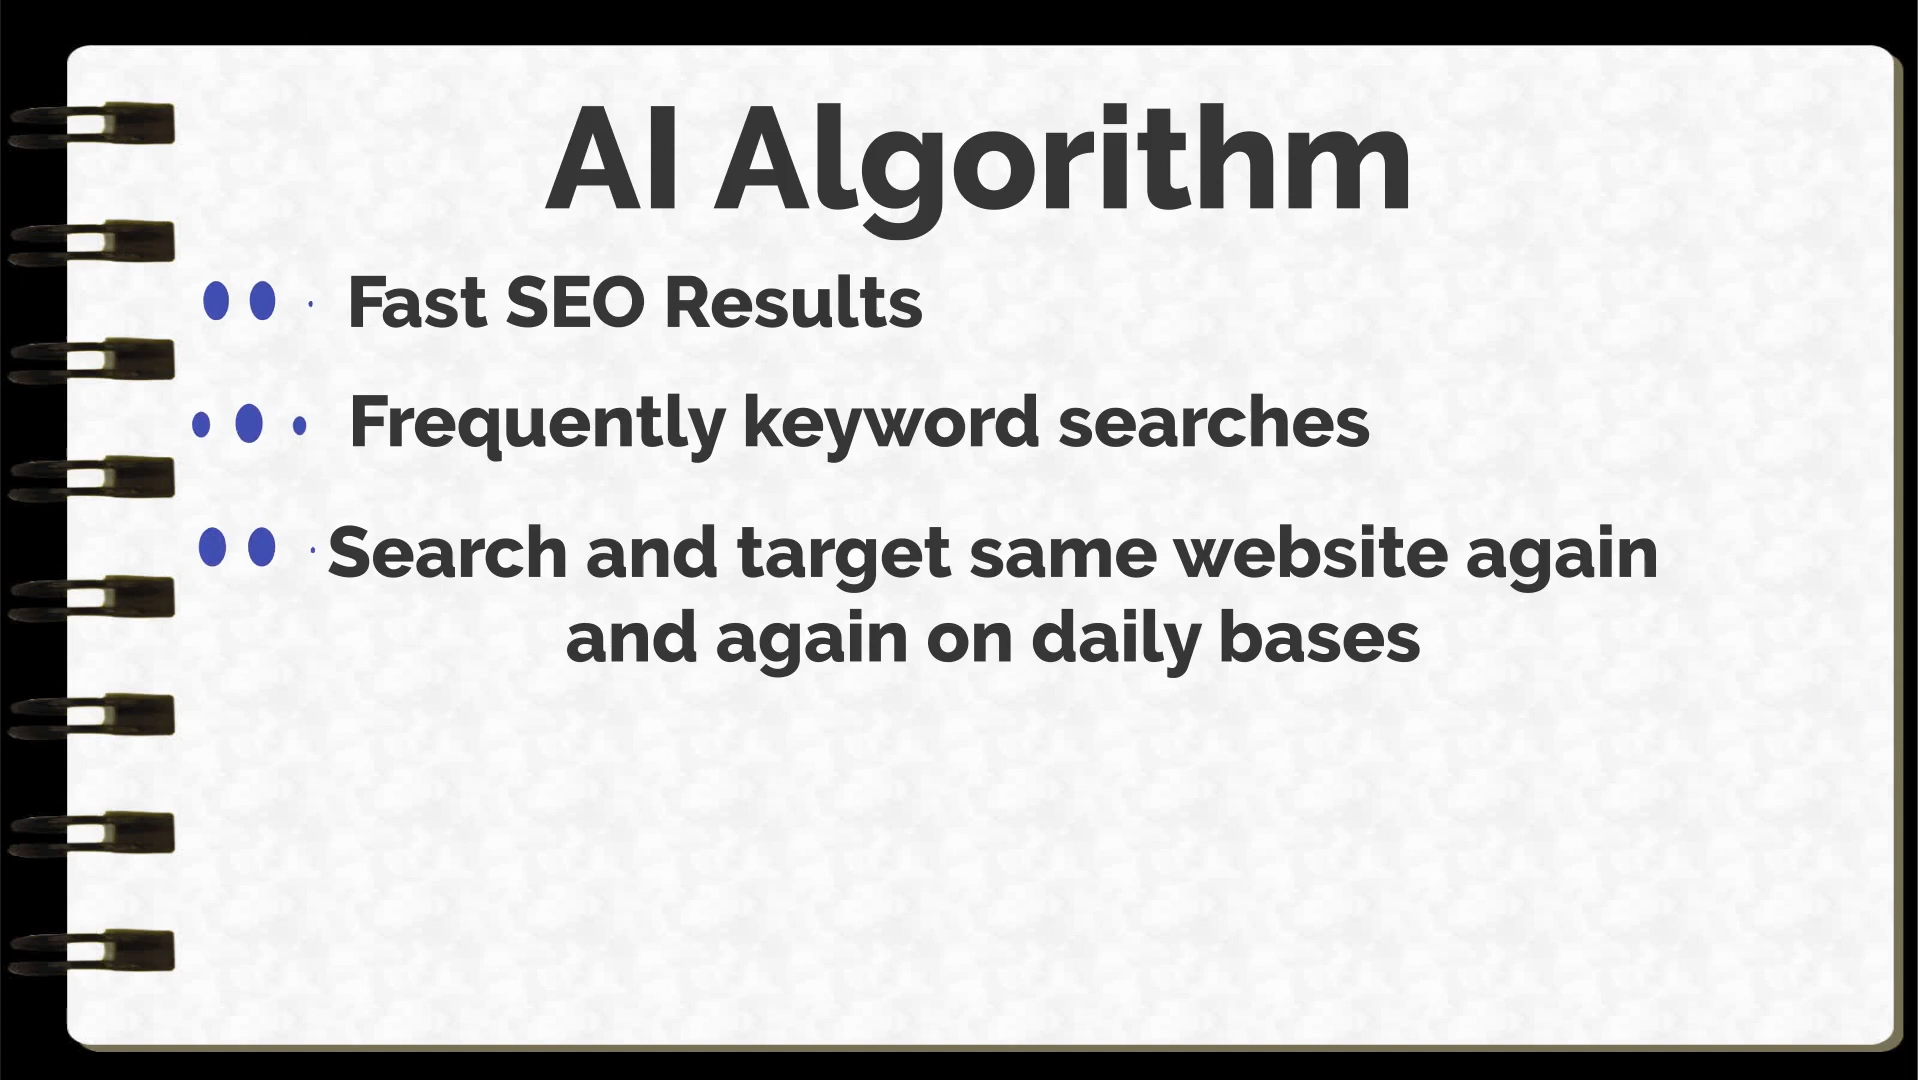 AI Algorithm
Fast SEO Results
Frequently keyword searches
Search and target same website again
and again on daily bases